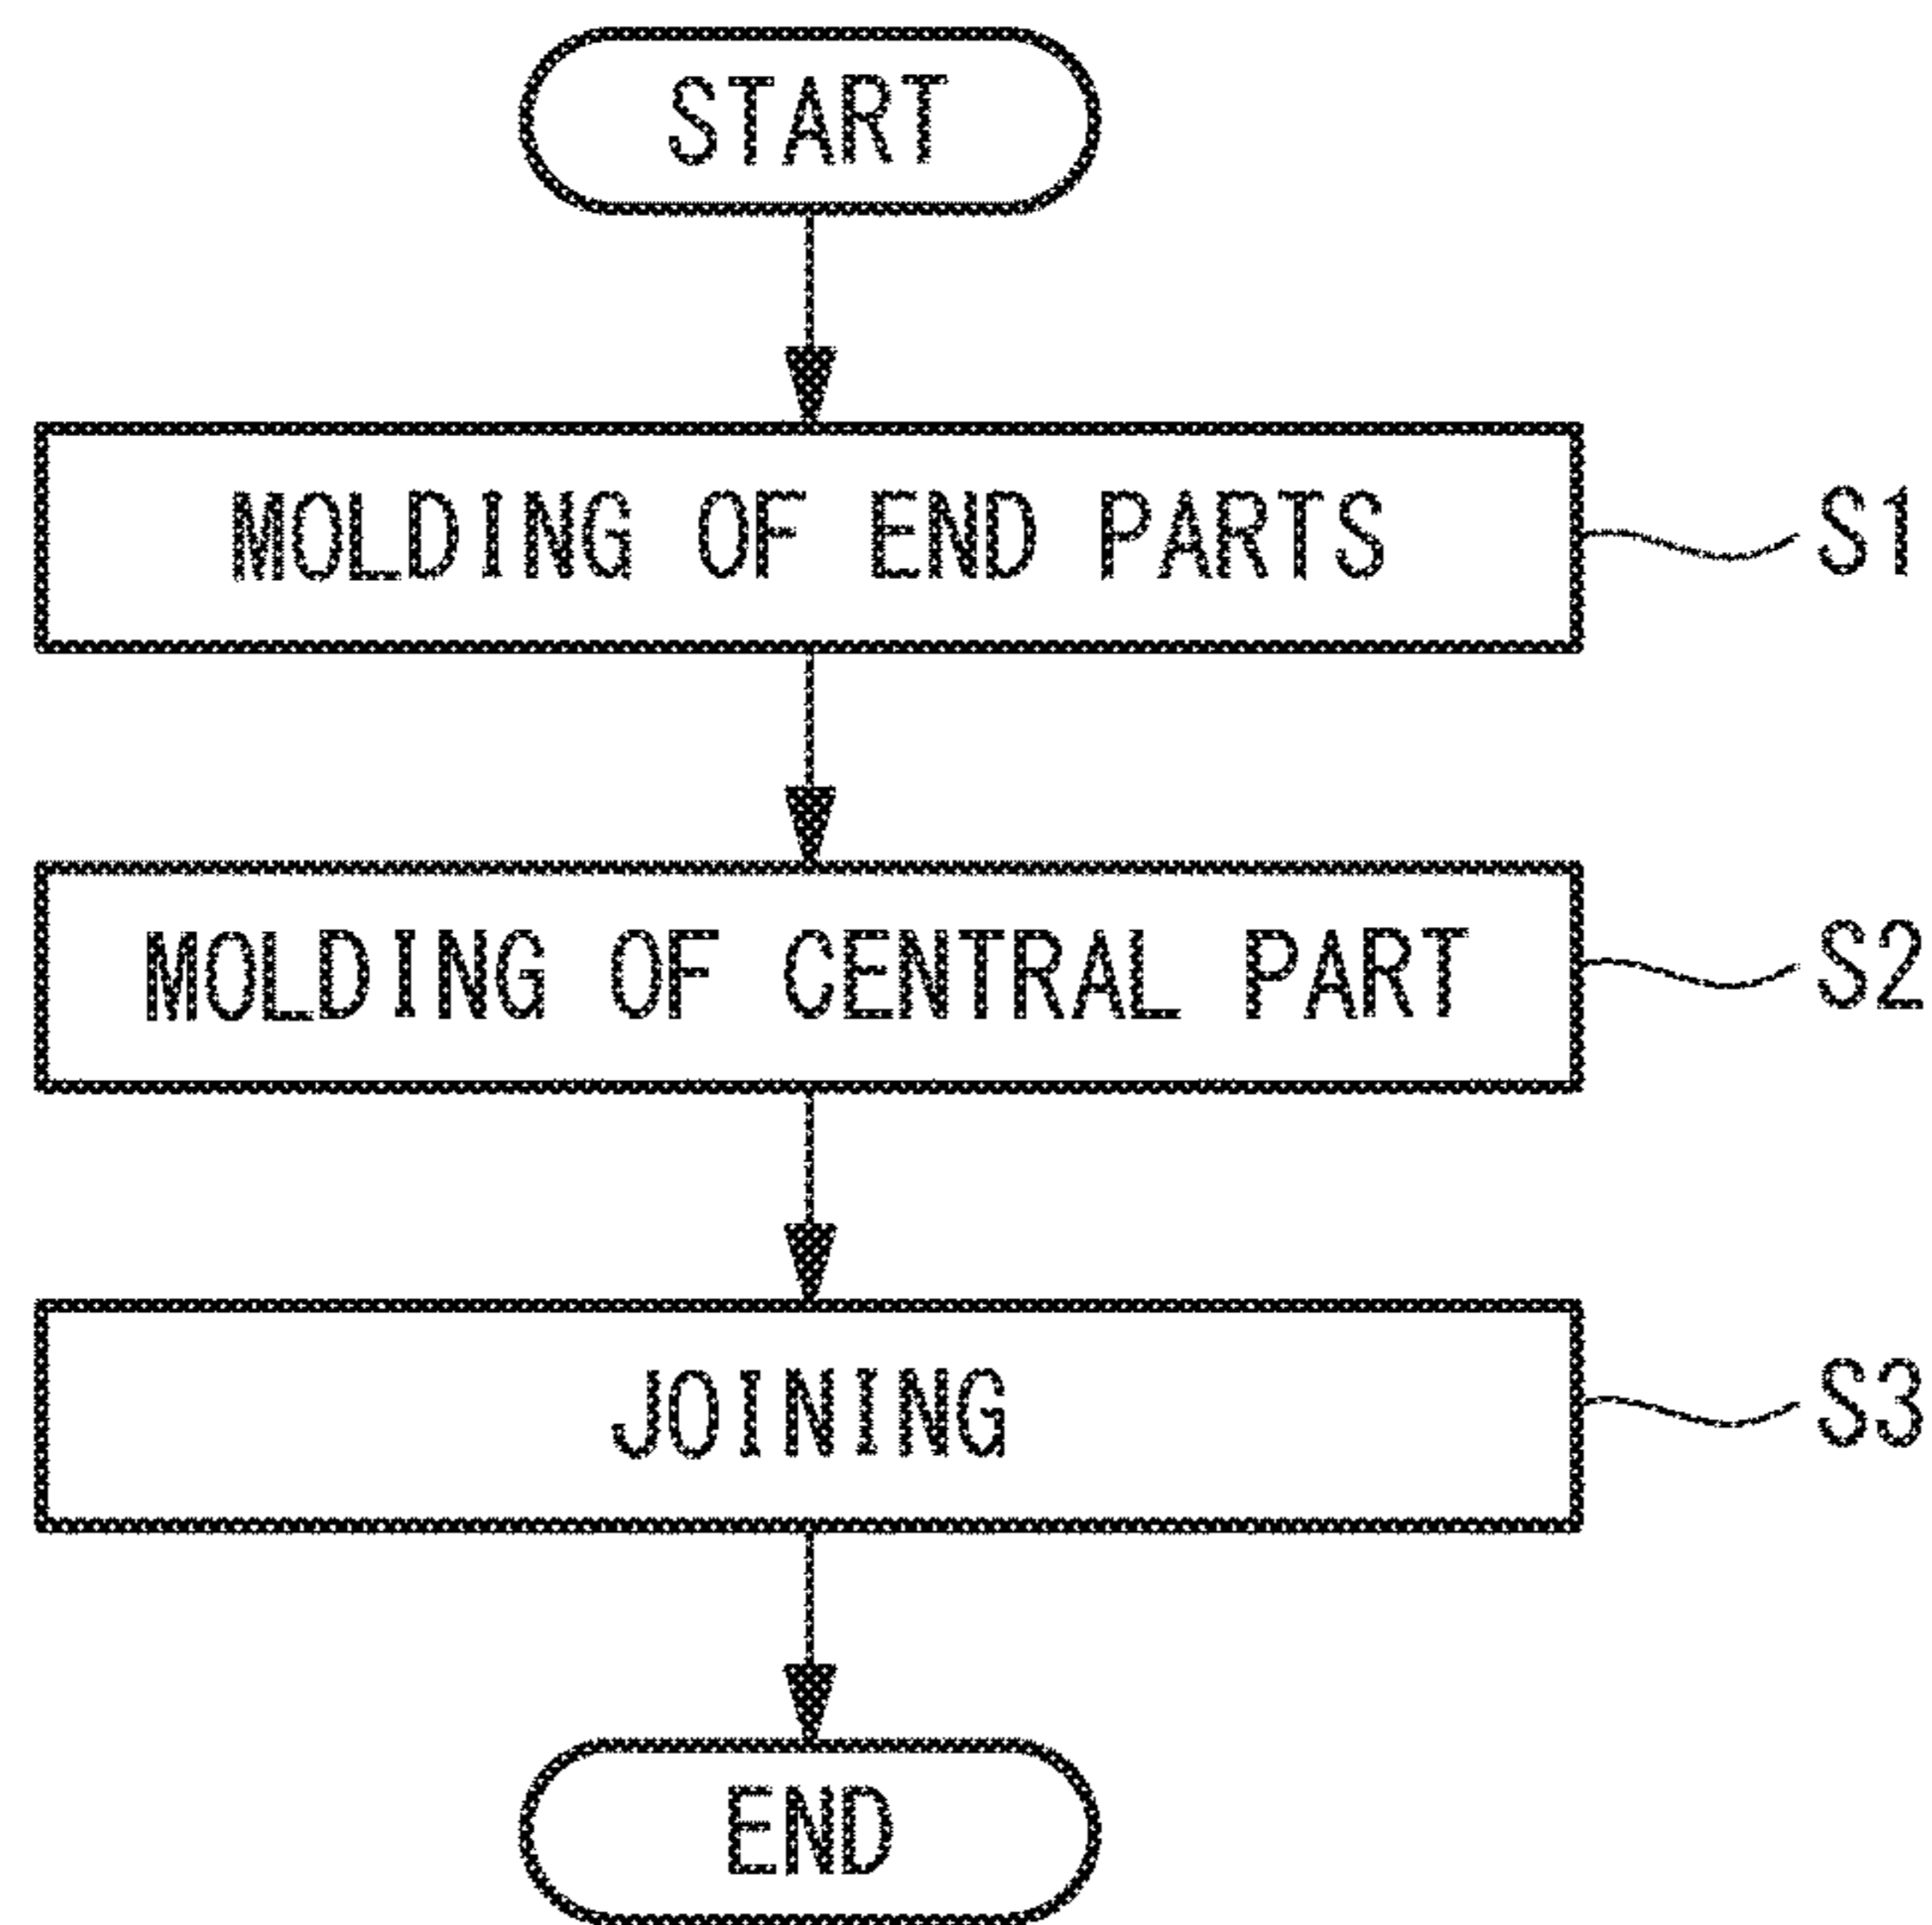 START
MOLDING OF END PARTS
S1
MOLDING OF CENTRAL PART
S2
JOINING
S3
END